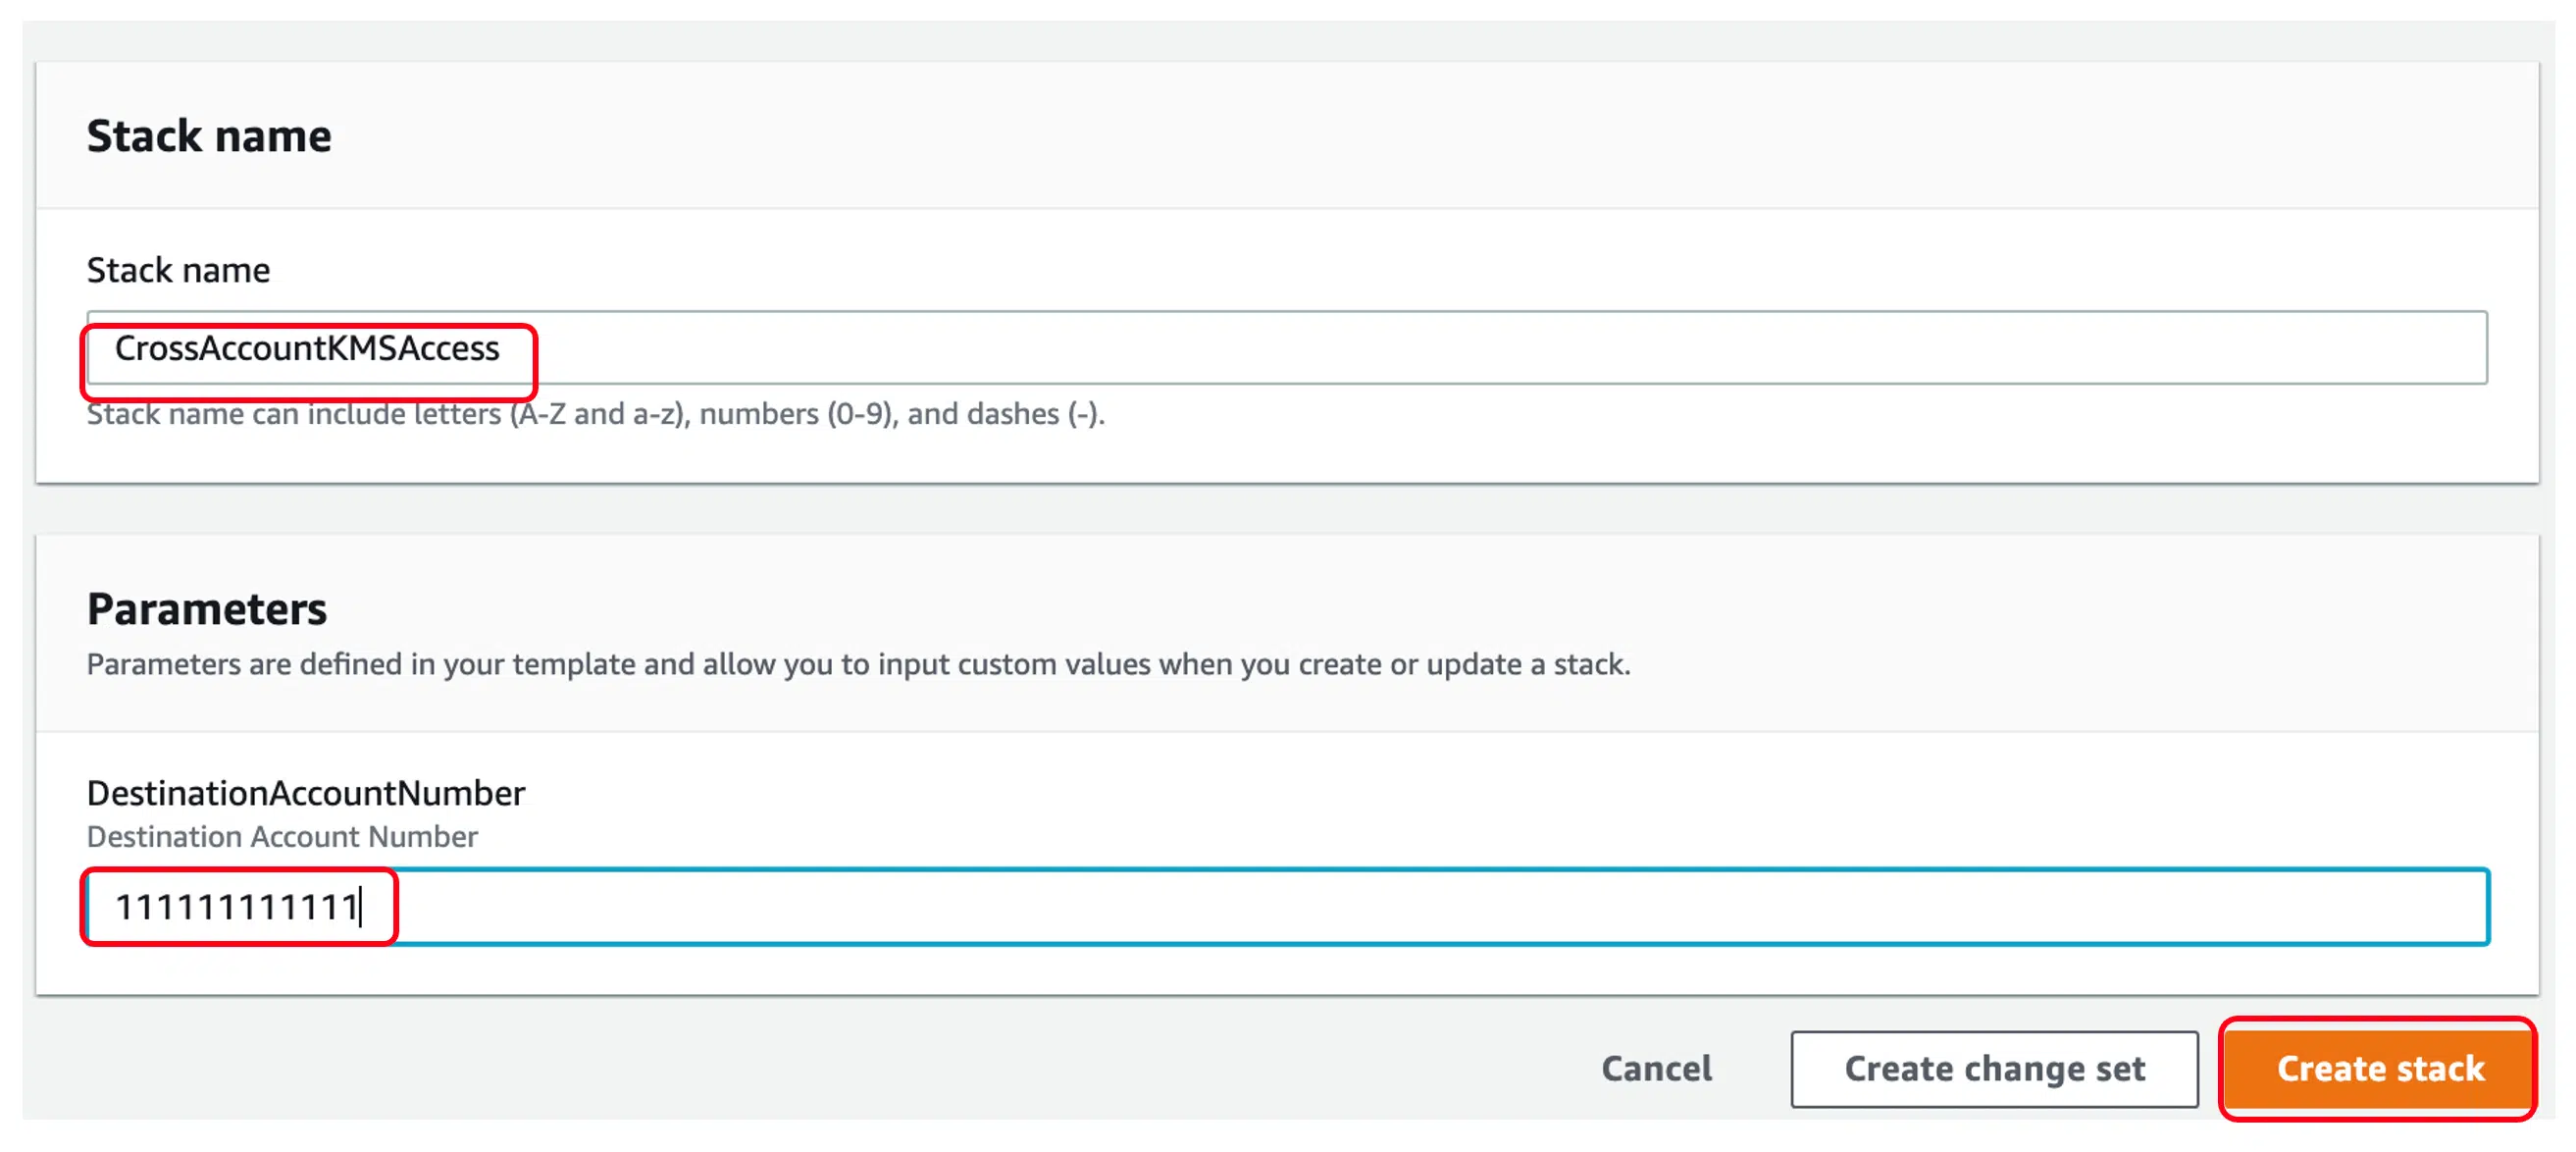 Stack name
Stack name
CrossAccountKMSAccess
Stack name can include letters (A-Z and a-z), numbers (0-9), and dashes (-).
Parameters
Parameters are defined in your template and allow you to input custom values when you create or update a stack.
DestinationAccountNumber
Destination Account Number
111111111111
Cancel
Create change set
Create stack